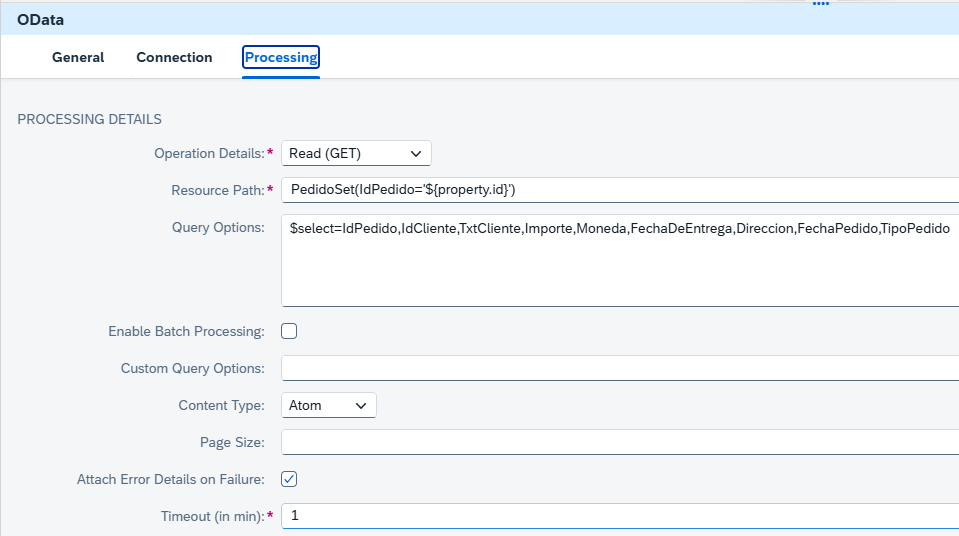 OData
General Connection Processing
PROCESSING DETAILS
Operation Details:* Read (GET)
Resource Path:* PedidoSet(IdPedido='${property.id}')
Query Options: $select=IdPedido,IdCliente,TxtCliente,Importe,Moneda,FechaDeEntrega,Direccion,FechaPedido,TipoPedido
Enable Batch Processing:
Custom Query Options:
Content Type: Atom
Page Size:
Attach Error Details on Failure:
Timeout (in min):* 1